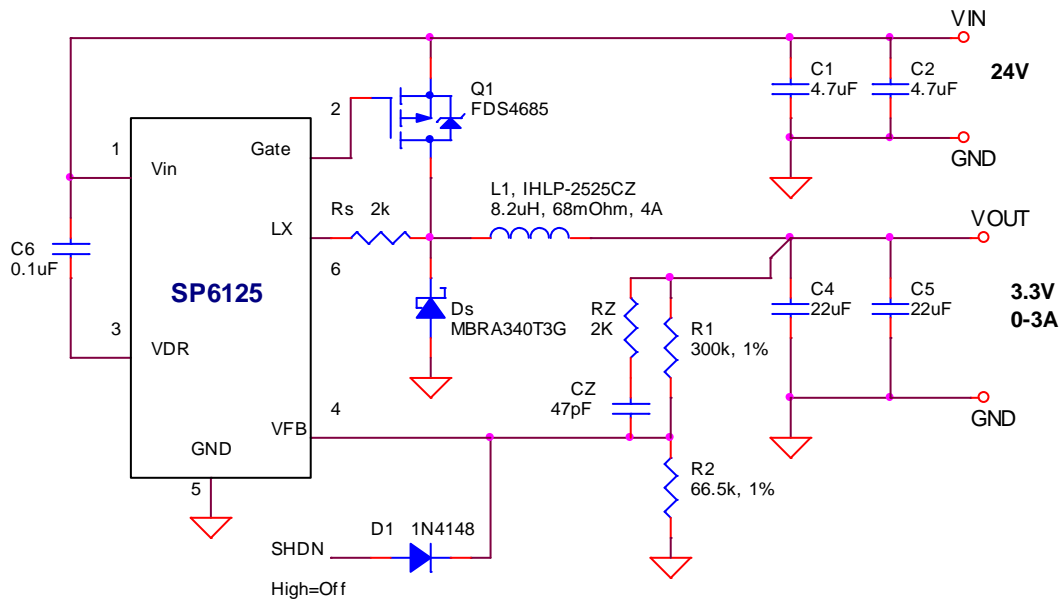 VIN
24V
C1
4.7uF
C2
4.7uF
GND
Q1
FDS4685
2
1
Gate
Vin
L1, IHLP-2525CZ
8.2uH, 68mOhm, 4A
Rs 2k
LX
VOUT
C6
0.1uF
6
SP6125
3.3V
0-3A
C4
22uF
C5
22uF
Ds
MBRA340T3G
RZ
2K
R1
300k, 1%
3
VDR
CZ
47pF
4
VFB
GND
GND
5
R2
66.5k, 1%
D1 1N4148
SHDN
High=Off